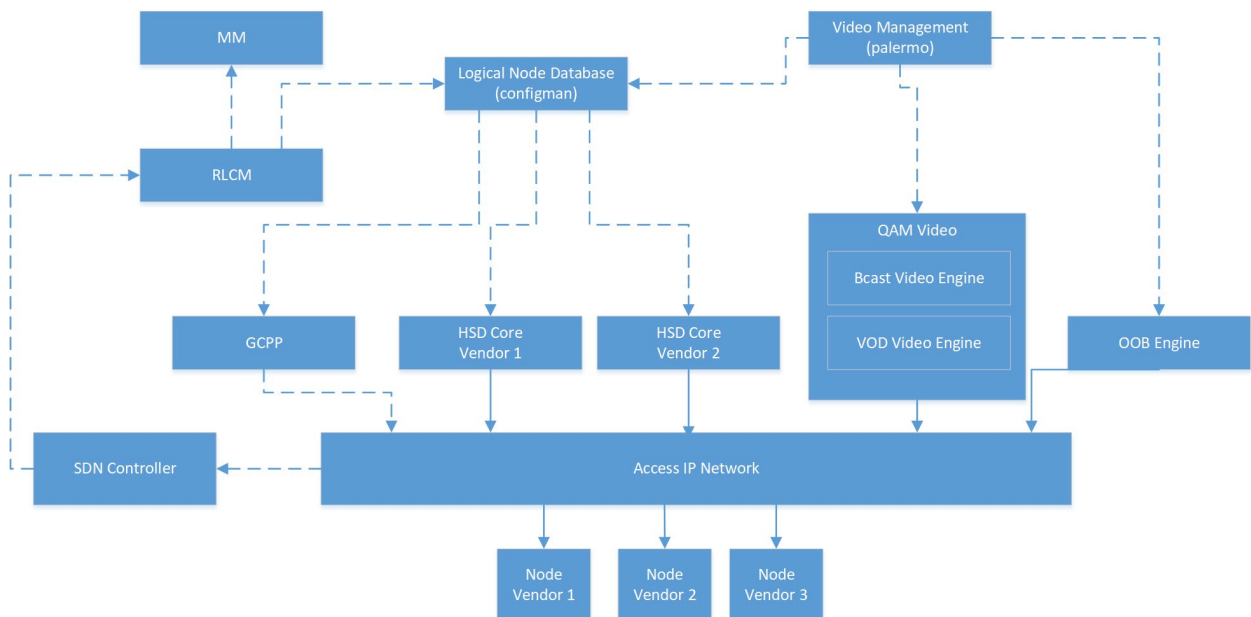 MM
Video Management
(palermo)
Logical Node Database
(configman)
RLCM
QAM Video
Bcast Video Engine
VOD Video Engine
GCPP
HSD Core
Vendor 1
HSD Core
Vendor 2
OOB Engine
SDN Controller
Access IP Network
Node
Vendor 1
Node
Vendor 2
Node
Vendor 3